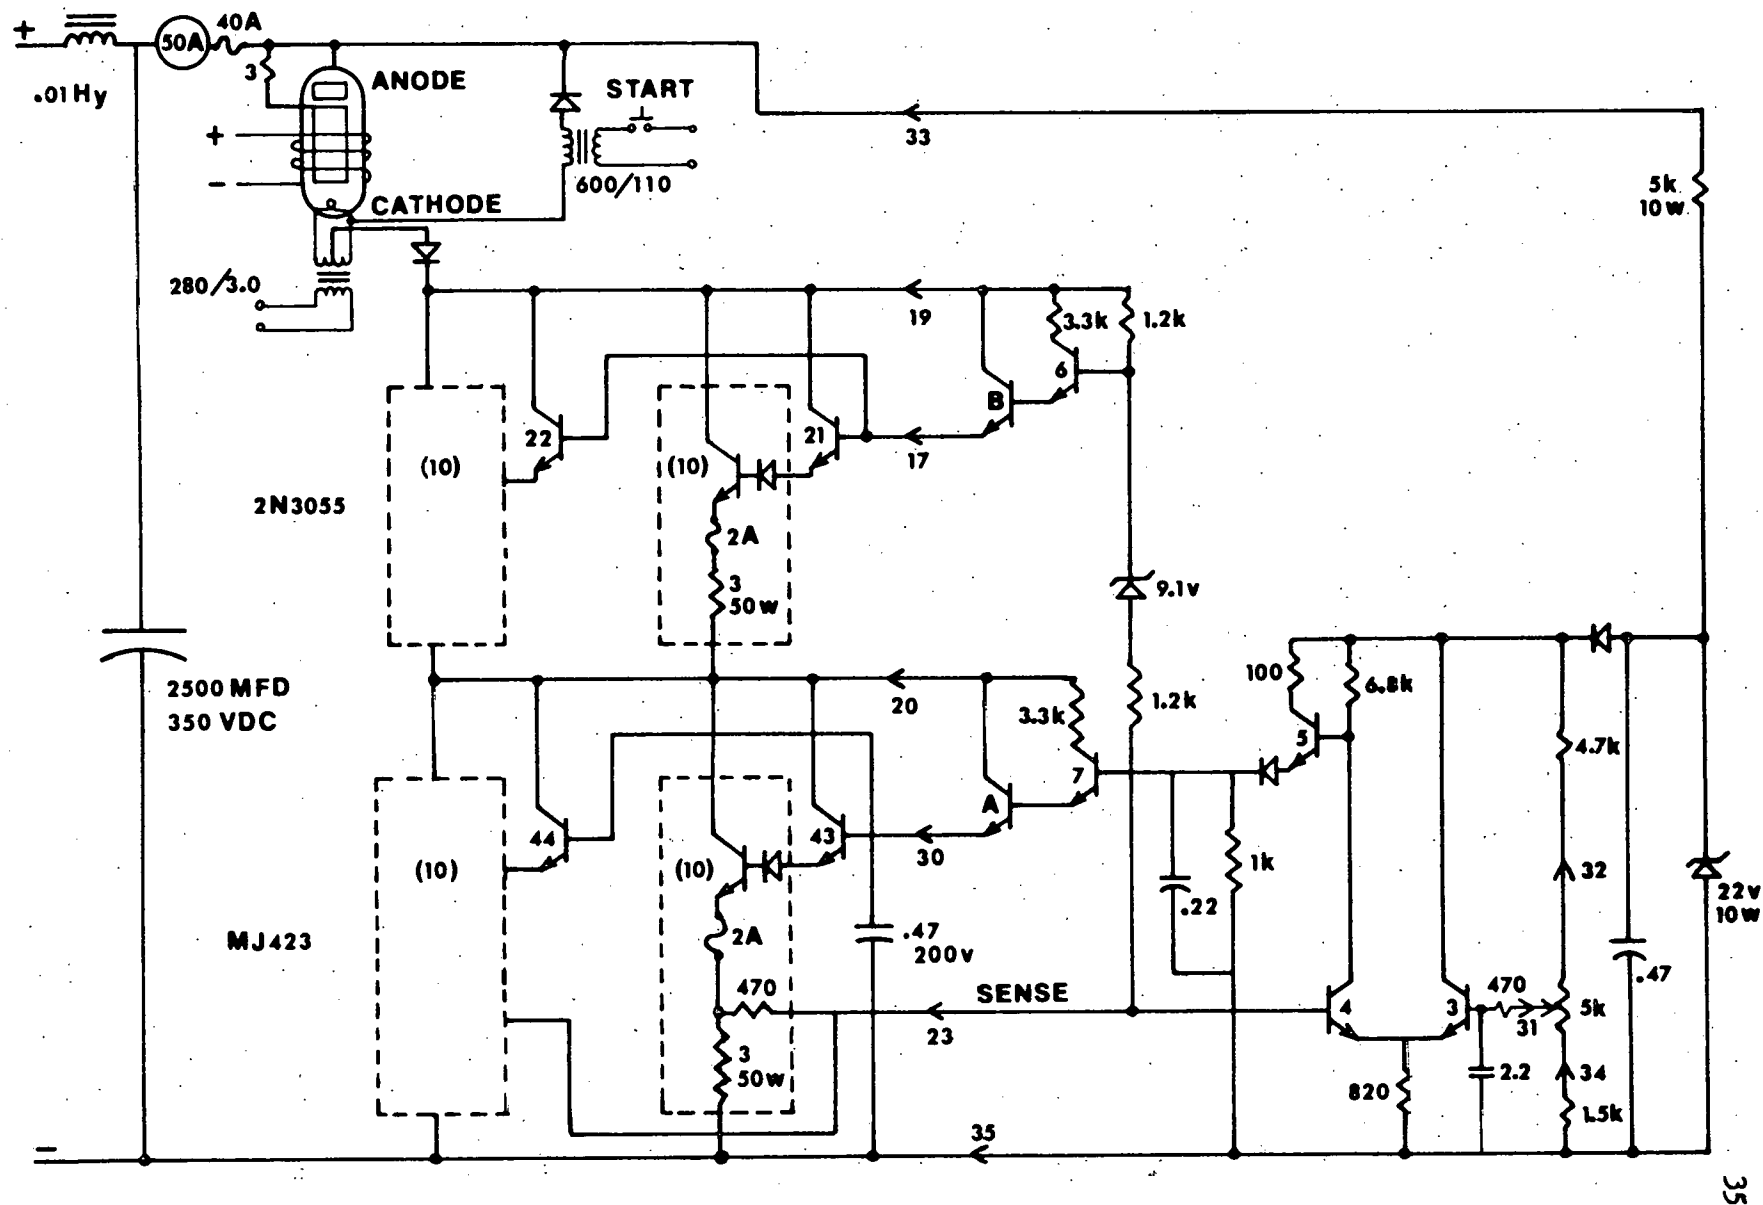 +
40A
50A
3
ANODE
.01Hy
START
+
33
-
600/110
5k
10w
CATHODE
280/3.0
19
3.3k
1.2k
6
B
22
21
(10)
(10)
17
2N3055
2A
9.1v
3
50w
2500 MFD
350 VDC
20
100
6.8k
3.3k
1.2k
5
4.7k
7
A
44
43
30
(10)
(10)
1k
32
22v
10w
.22
MJ423
2A
.47
200v
.47
470
SENSE
470
4
3
5k
23
31
3
50w
820
2.2
34
1.5k
35
-
35